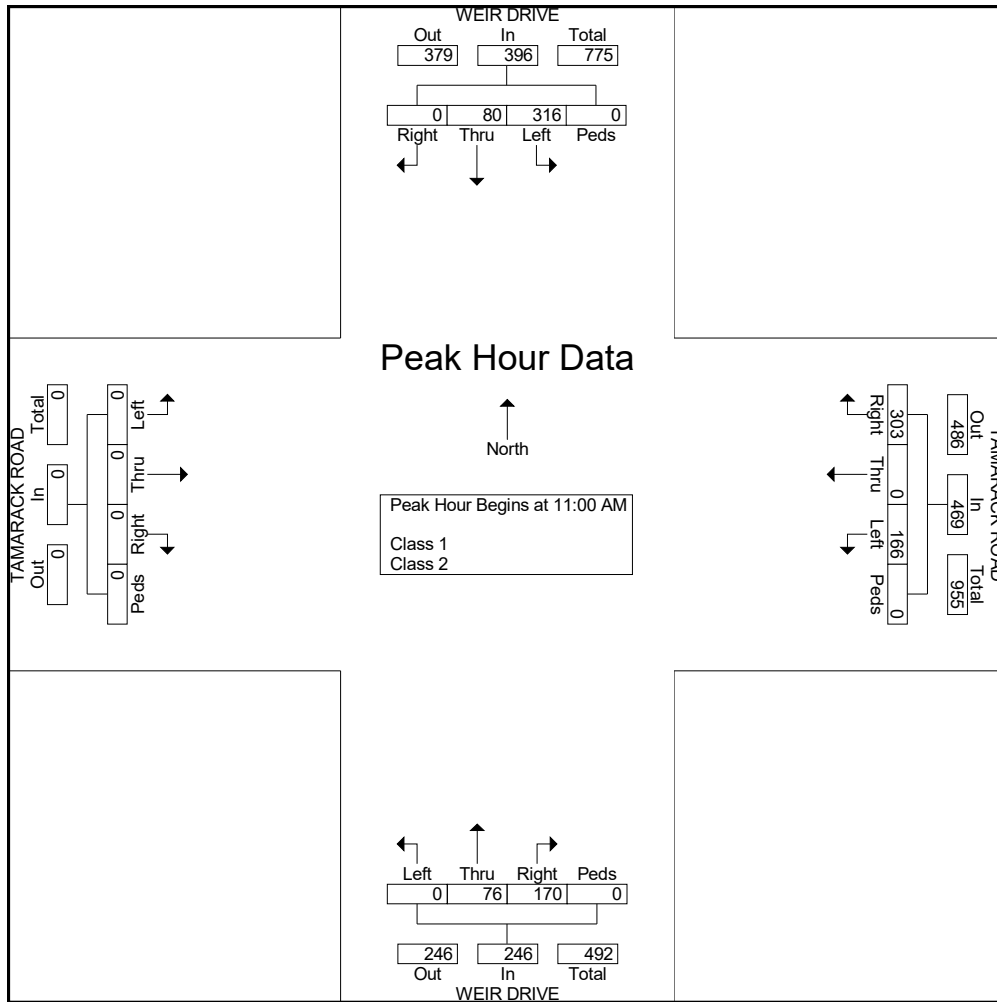 WEIR DRIVE
Out In Total
379 396 775
0 80 316 0
Right Thru Left Peds
Peak Hour Data
North
Peak Hour Begins at 11:00 AM
Class 1
Class 2
TAMARACK ROAD
Out In Total
0 0 0
Left Thru Right Peds
0 0 0 0
TAMARACK ROAD
Out In Total
486 469 955
303 0 166 0
Right Thru Left Peds
Left Thru Right Peds
0 76 170 0
246 246 492
Out In Total
WEIR DRIVE